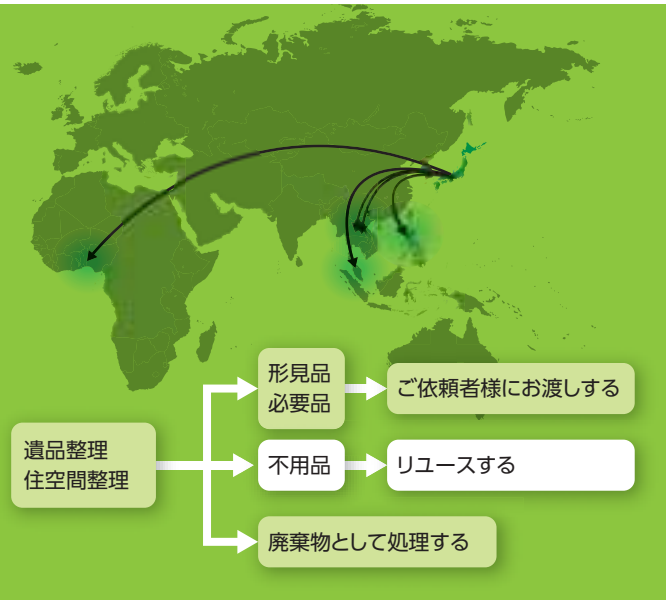 形見品
必要品
ご依頼者様にお渡しする
遺品整理
住空間整理
不用品
リユースする
廃棄物として処理する